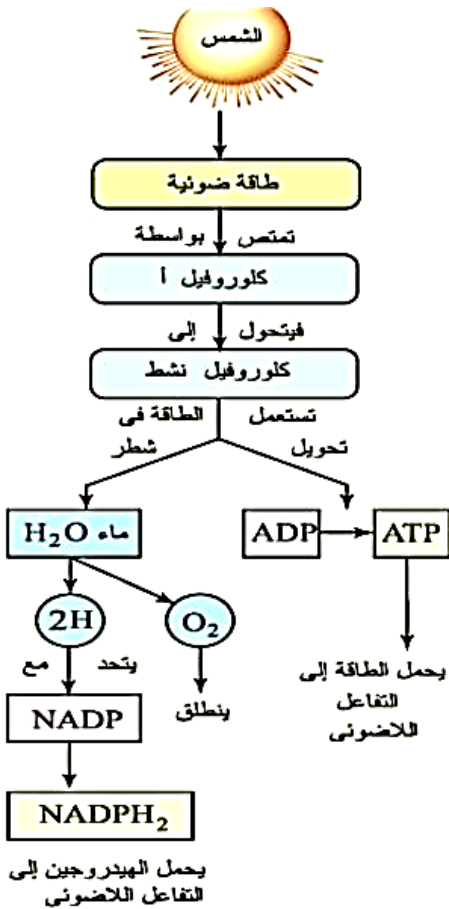 الشمس
طاقة ضوئية
تمتص بواسطة
كلوروفيل أ
فيتحول إلى
كلوروفيل نشط
تستعمل الطاقة فى
تحويل شطر
ماء H₂O
ADP ATP
2H O₂
يتحد مع
ينطلق
NADP
NADPH₂
يحمل الهيدروجين إلى
التفاعل اللاضوئى
يحمل الطاقة إلى
التفاعل
اللاضوئى